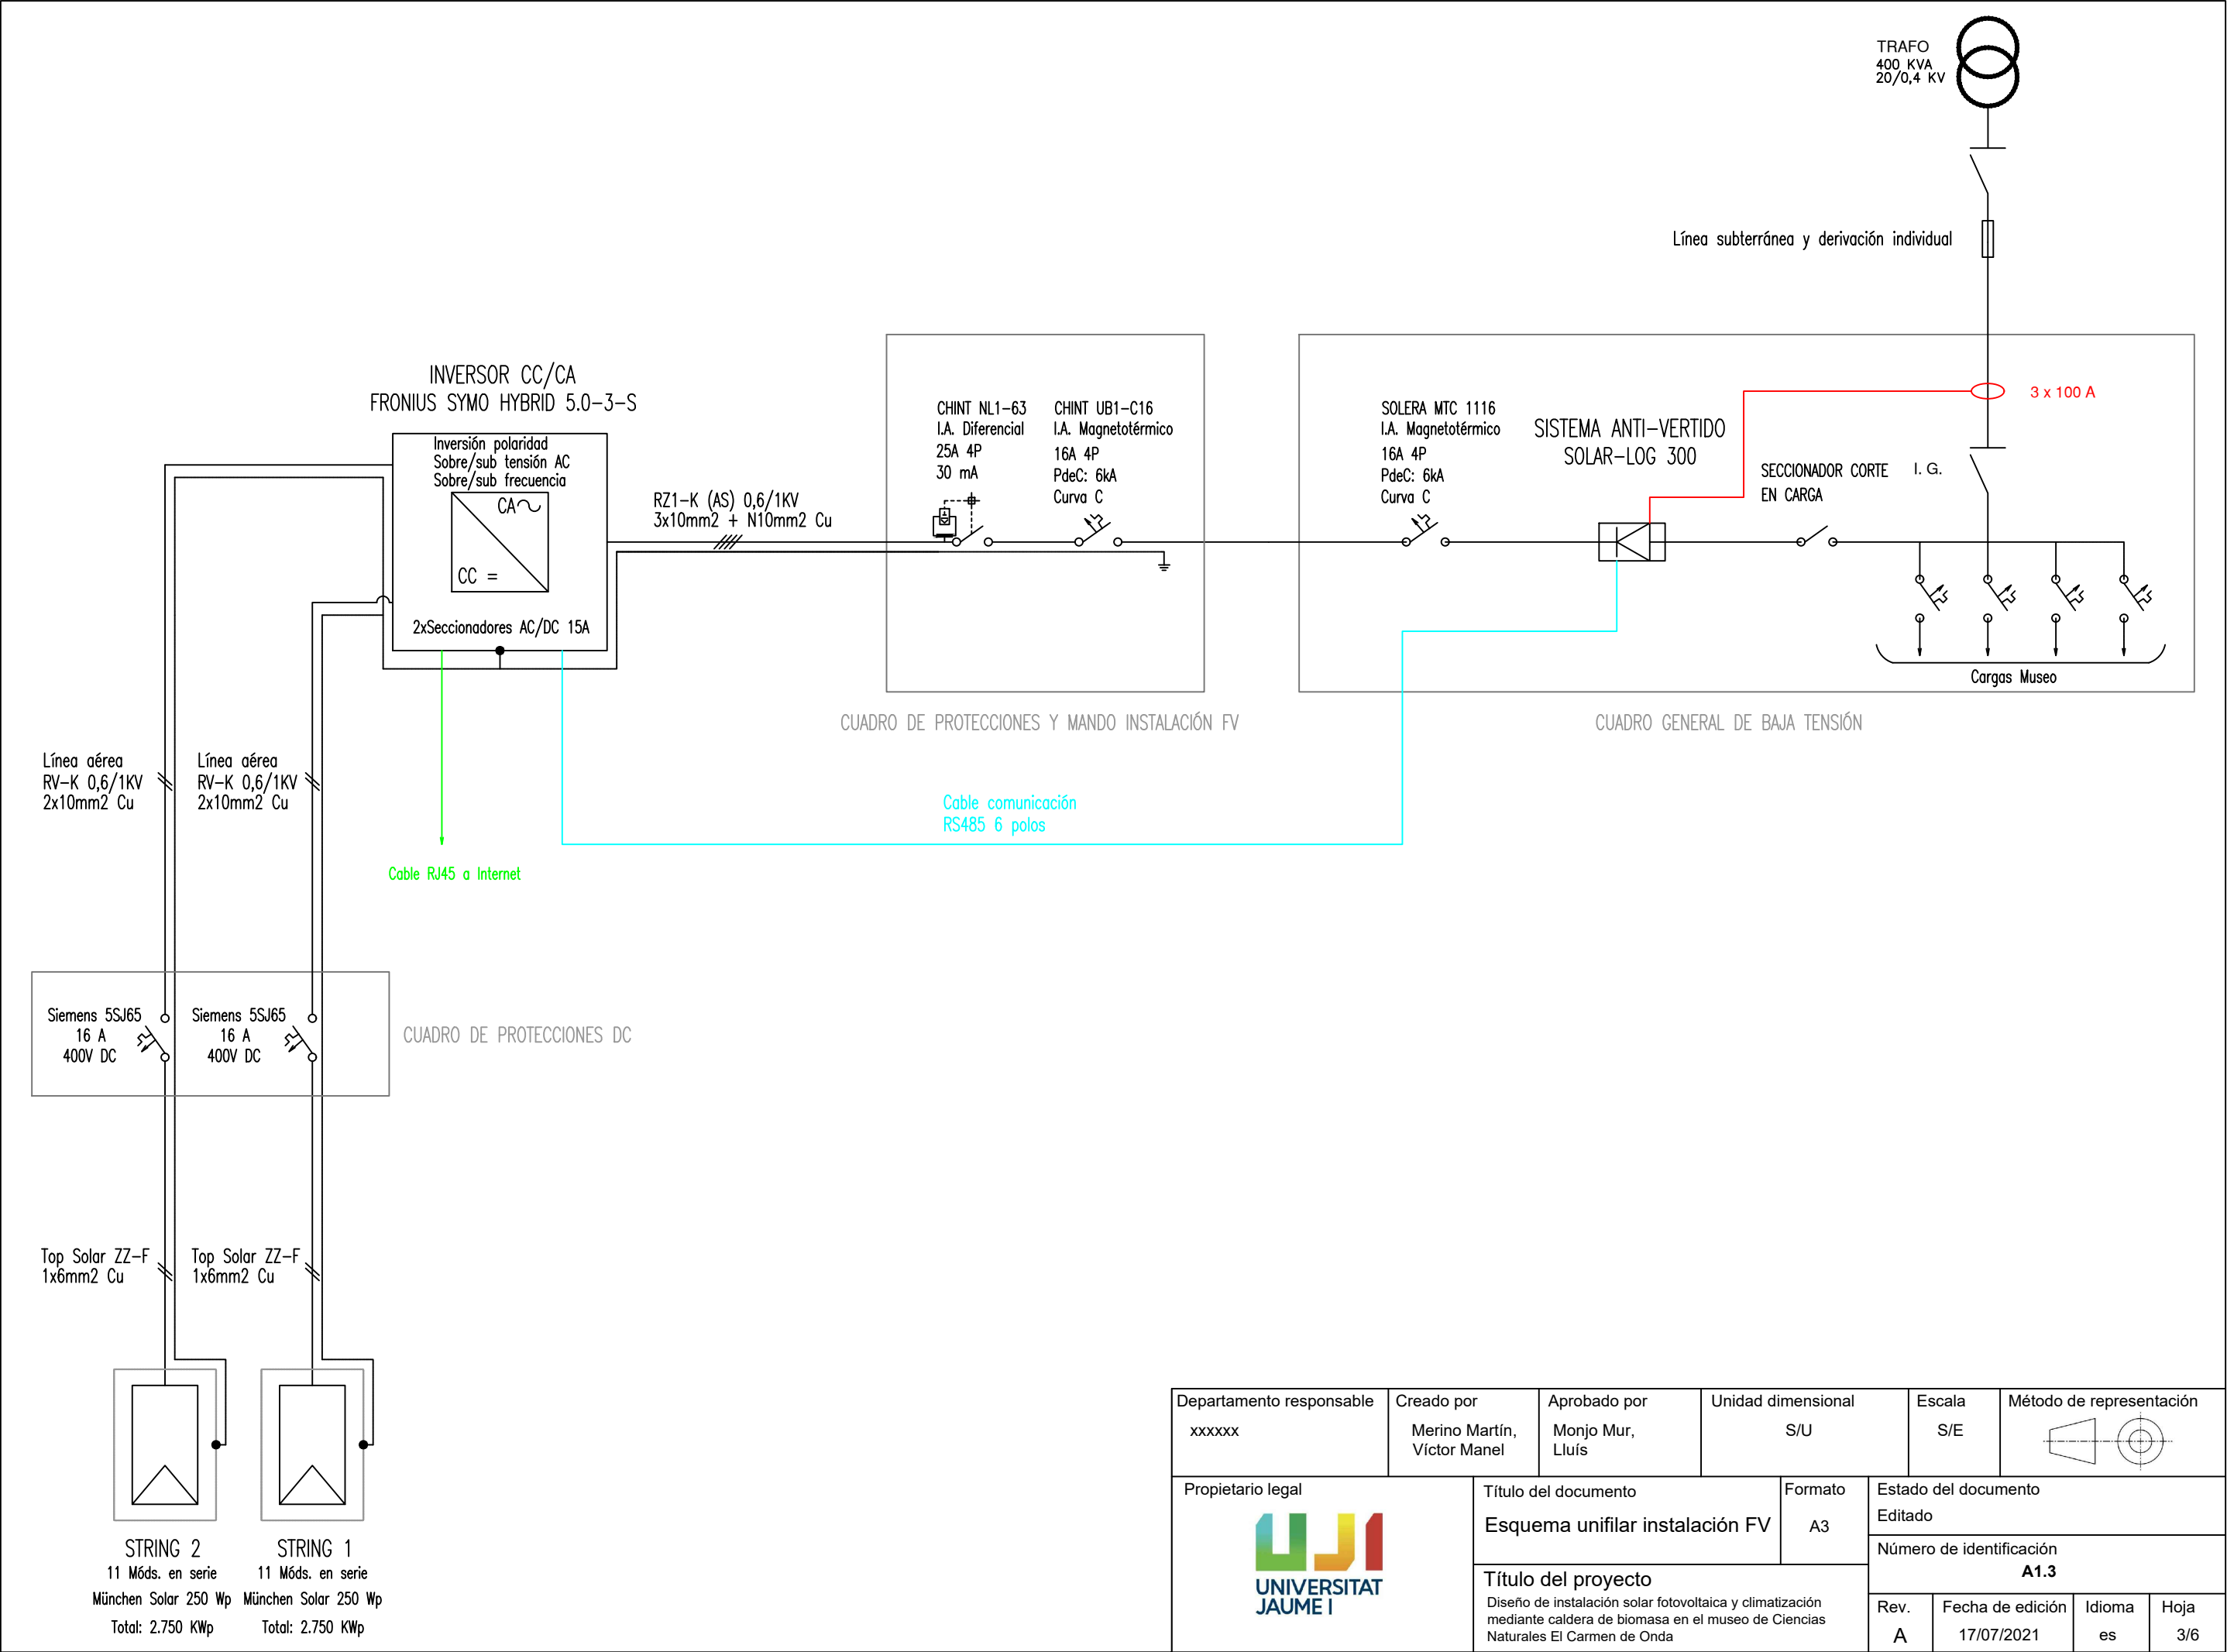 TRAFO
400 KVA
20/0,4 KV
Línea subterránea y derivación individual
3 x 100 A
INVERSOR CC/CA
FRONIUS SYMO HYBRID 5.0-3-S
Inversión polaridad
Sobre/sub tensión AC
Sobre/sub frecuencia
CA
CC =
2xSeccionadores AC/DC 15A
RZ1-K (AS) 0,6/1KV
3x10mm2 + N10mm2 Cu
CHINT NL1-63
I.A. Diferencial
25A 4P
30 mA
CHINT UB1-C16
I.A. Magnetotérmico
16A 4P
PdeC: 6kA
Curva C
SOLERA MTC 1116
I.A. Magnetotérmico
16A 4P
PdeC: 6kA
Curva C
SISTEMA ANTI-VERTIDO
SOLAR-LOG 300
SECCIONADOR CORTE
EN CARGA
I. G.
Cargas Museo
CUADRO DE PROTECCIONES Y MANDO INSTALACIÓN FV
CUADRO GENERAL DE BAJA TENSIÓN
Línea aérea
RV-K 0,6/1KV
2x10mm2 Cu
Línea aérea
RV-K 0,6/1KV
2x10mm2 Cu
Cable comunicación
RS485 6 polos
Cable RJ45 a Internet
Siemens 5SJ65
16 A
400V DC
Siemens 5SJ65
16 A
400V DC
CUADRO DE PROTECCIONES DC
Top Solar ZZ-F
1x6mm2 Cu
Top Solar ZZ-F
1x6mm2 Cu
STRING 2
11 Móds. en serie
München Solar 250 Wp
Total: 2.750 KWp
STRING 1
11 Móds. en serie
München Solar 250 Wp
Total: 2.750 KWp
Departamento responsable
xxxxxx
Creado por
Merino Martín,
Víctor Manel
Aprobado por
Monjo Mur,
Lluís
Unidad dimensional
S/U
Escala
S/E
Método de representación
Propietario legal
UJI
UNIVERSITAT
JAUME I
Título del documento
Esquema unifilar instalación FV
Formato
A3
Título del proyecto
Diseño de instalación solar fotovoltaica y climatización
mediante caldera de biomasa en el museo de Ciencias
Naturales El Carmen de Onda
Estado del documento
Editado
Número de identificación
A1.3
Rev.
A
Fecha de edición
17/07/2021
Idioma
es
Hoja
3/6